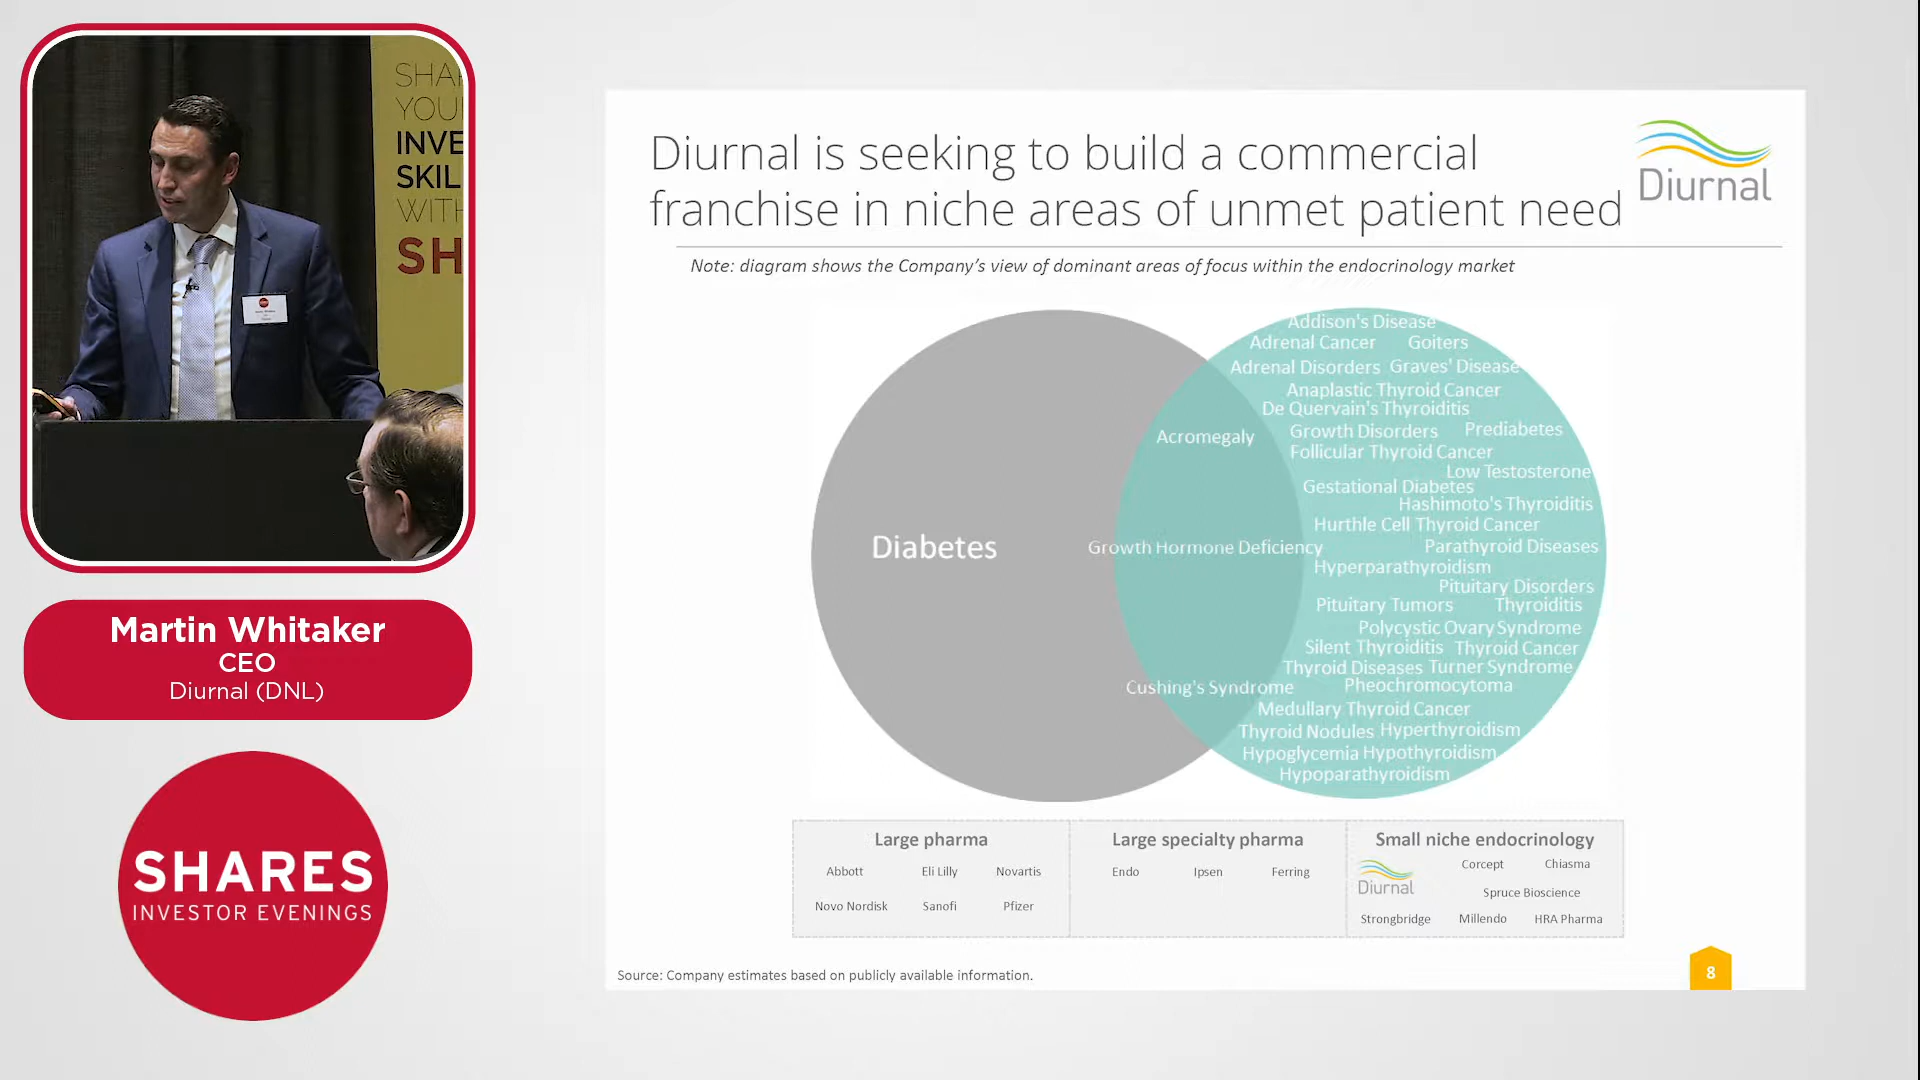 SHA
YOU
INVE
SKIL
WITH
SH
Martin Whitaker
CEO
Diurnal (DNL)
SHARES
INVESTOR EVENINGS
Diurnal is seeking to build a commercial
franchise in niche areas of unmet patient need
Diurnal
Note: diagram shows the Company's view of dominant areas of focus within the endocrinology market
Diabetes
Acromegaly
Growth Hormone Deficiency
Cushing's Syndrome
Addison's Disease
Adrenal Cancer Goiters
Adrenal Disorders Graves' Disease
Anaplastic Thyroid Cancer
De Quervain's Thyroiditis
Growth Disorders Prediabetes
Follicular Thyroid Cancer
Low Testosterone
Gestational Diabetes
Hashimoto's Thyroiditis
Hurthle Cell Thyroid Cancer
Parathyroid Diseases
Hyperparathyroidism
Pituitary Disorders
Pituitary Tumors Thyroiditis
Polycystic Ovary Syndrome
Silent Thyroiditis Thyroid Cancer
Thyroid Diseases Turner Syndrome
Pheochromocytoma
Medullary Thyroid Cancer
Thyroid Nodules Hyperthyroidism
Hypoglycemia Hypothyroidism
Hypoparathyroidism
Large pharma
Abbott Eli Lilly Novartis
Novo Nordisk Sanofi Pfizer
Large specialty pharma
Endo Ipsen Ferring
Small niche endocrinology
Diurnal Corcept Chiasma
Spruce Bioscience
Strongbridge Millendo HRA Pharma
Source: Company estimates based on publicly available information.
8